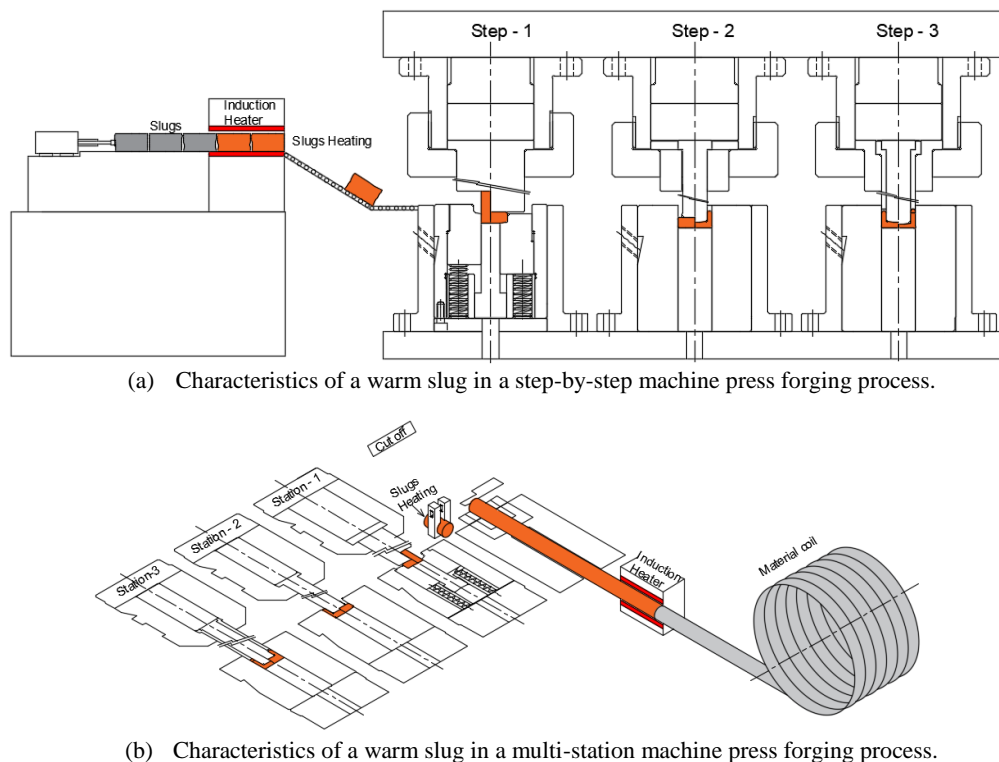 Step - 1
Step - 2
Step - 3
Induction
Heater
Slugs
Slugs Heating
(a) Characteristics of a warm slug in a step-by-step machine press forging process.
Cut off
Slugs
Heating
Station - 1
Station - 2
Station-3
Induction
Heater
Material coil
(b) Characteristics of a warm slug in a multi-station machine press forging process.